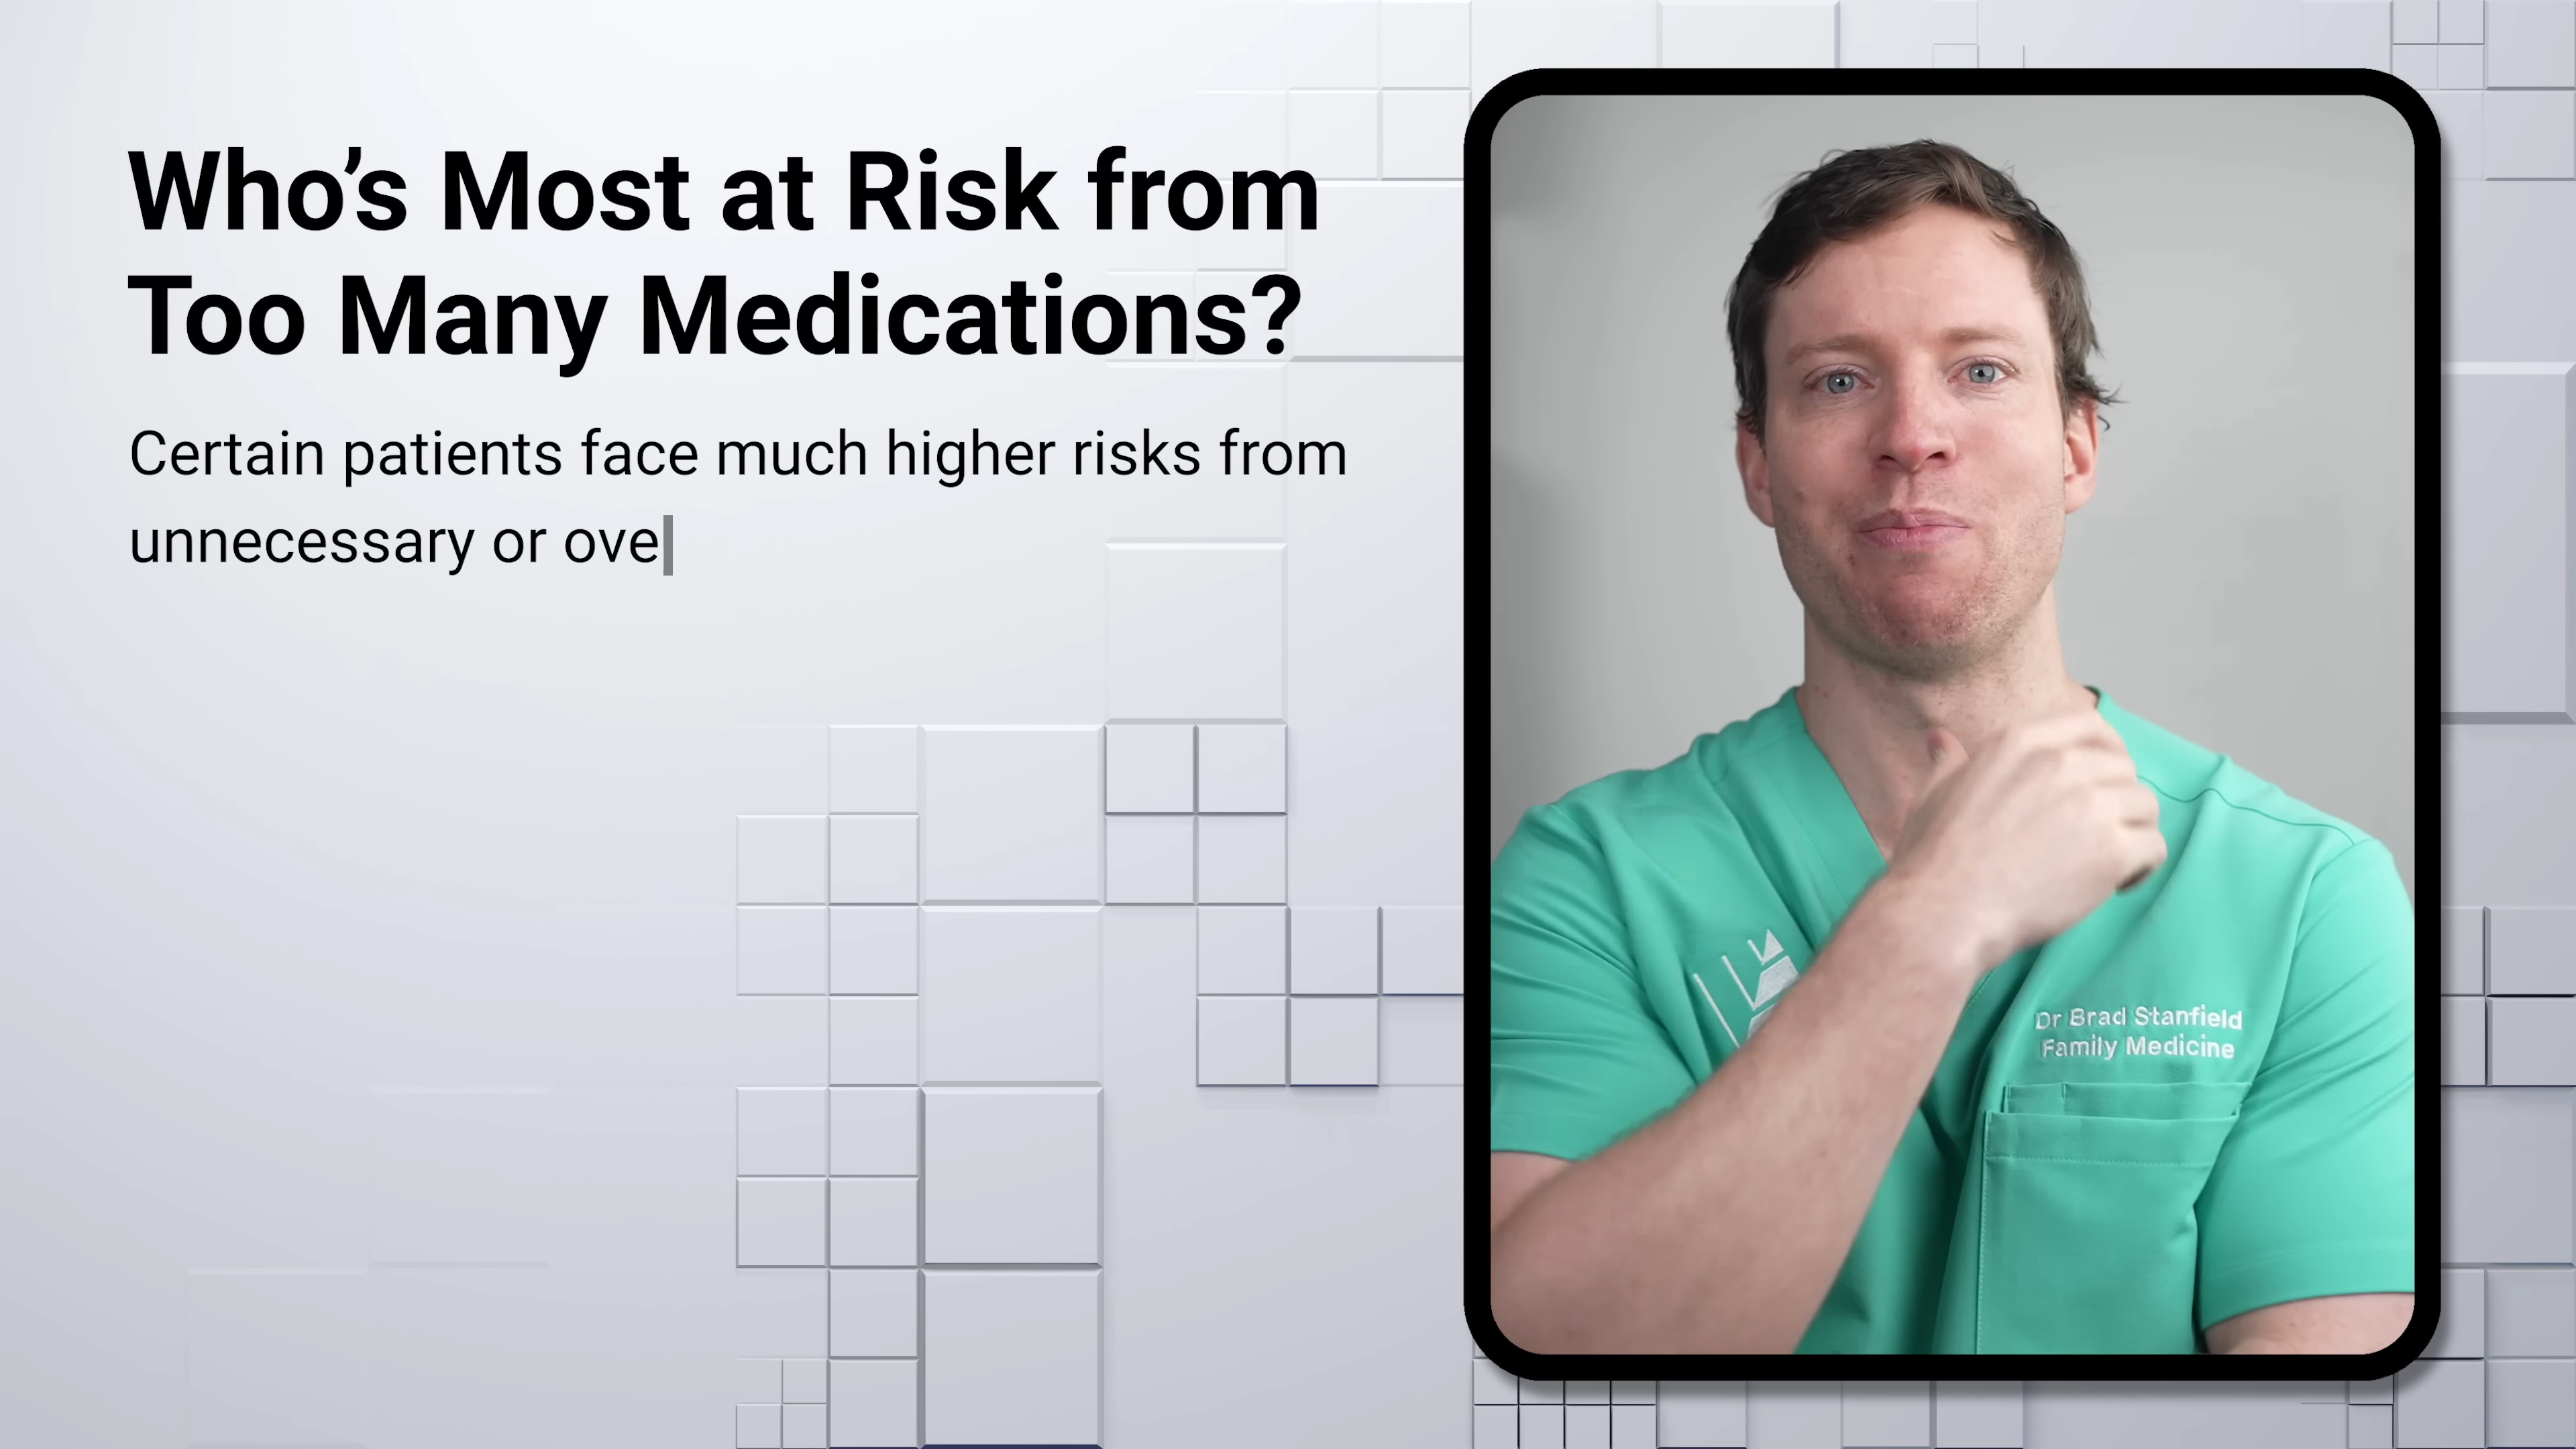 Who’s Most at Risk from
Too Many Medications?
Certain patients face much higher risks from
unnecessary or ove
Dr Brad Stanfield
Family Medicine